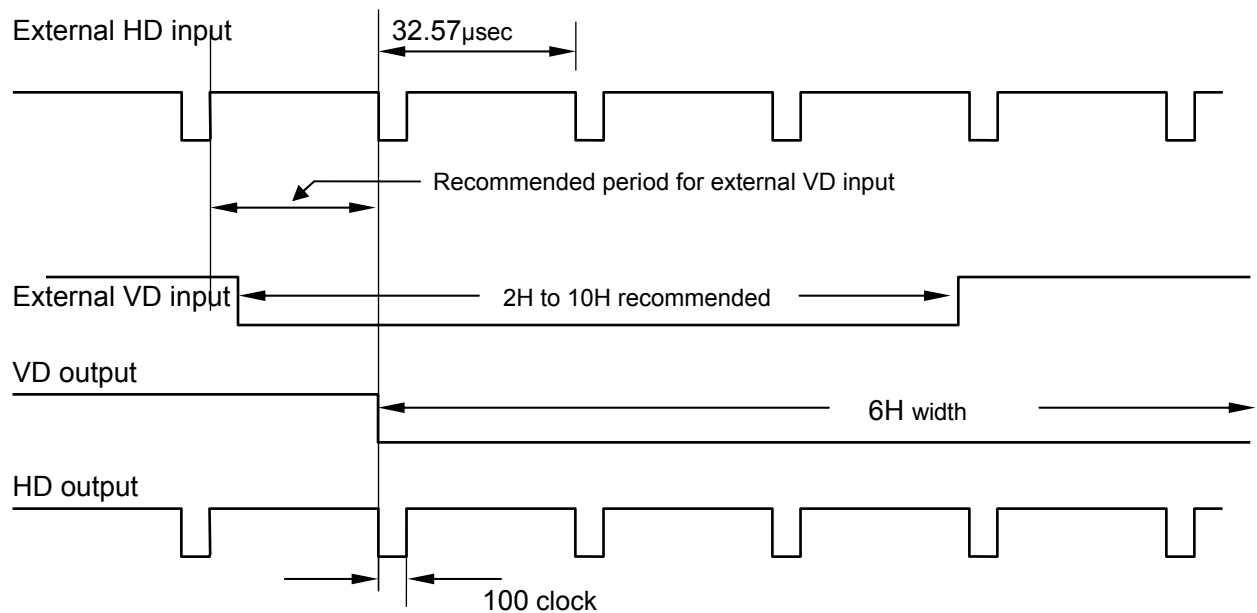 External HD input
32.57µsec
Recommended period for external VD input
External VD input
2H to 10H recommended
VD output
6H width
HD output
100 clock